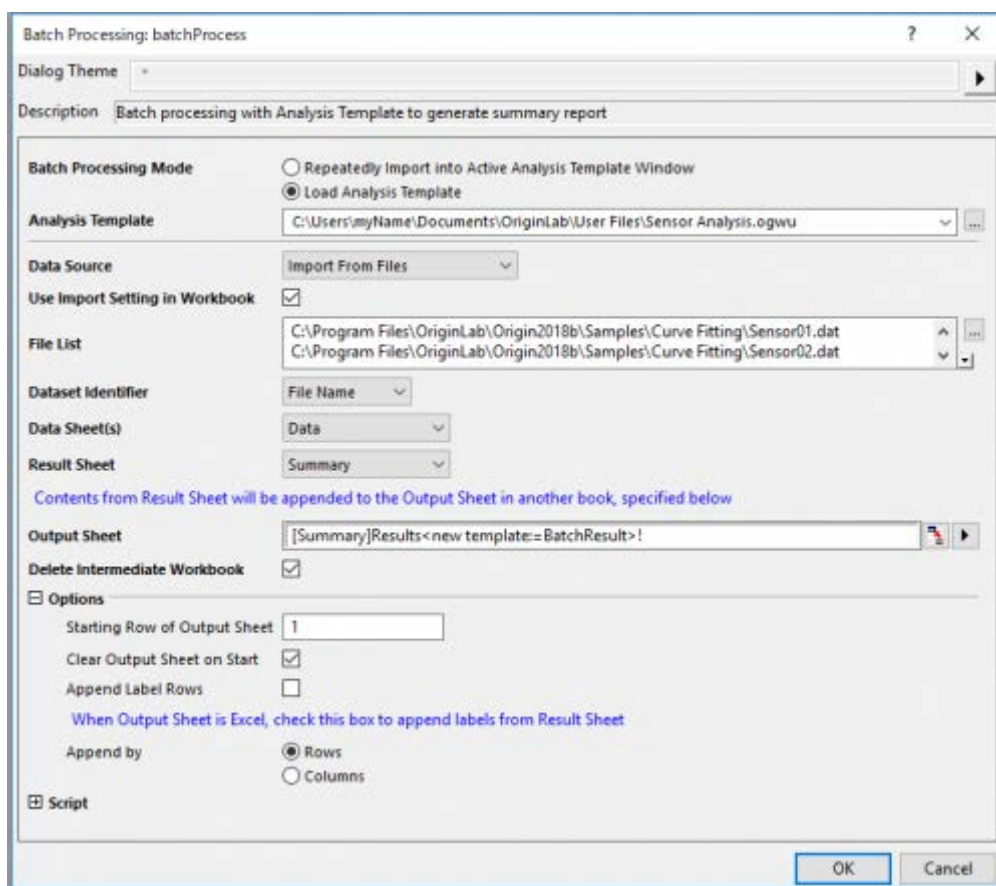 Batch Processing: batchProcess ? ×
Dialog Theme *
Description Batch processing with Analysis Template to generate summary report
Batch Processing Mode Repeatedly Import into Active Analysis Template Window
Load Analysis Template
Analysis Template C:\Users\myName\Documents\OriginLab\User Files\Sensor Analysis.ogwu ...
Data Source Import From Files
Use Import Setting in Workbook
C:\Program Files\OriginLab\Origin2018b\Samples\Curve Fitting\Sensor01.dat ...
File List
C:\Program Files\OriginLab\Origin2018b\Samples\Curve Fitting\Sensor02.dat
Dataset Identifier File Name
Data Sheet(s) Data
Result Sheet Summary
Contents from Result Sheet will be appended to the Output Sheet in another book, specified below
Output Sheet [Summary]Results<new template:=BatchResult>!
Delete Intermediate Workbook
Options
Starting Row of Output Sheet 1
Clear Output Sheet on Start
Append Label Rows
When Output Sheet is Excel, check this box to append labels from Result Sheet
Append by Rows
Columns
Script
OK Cancel